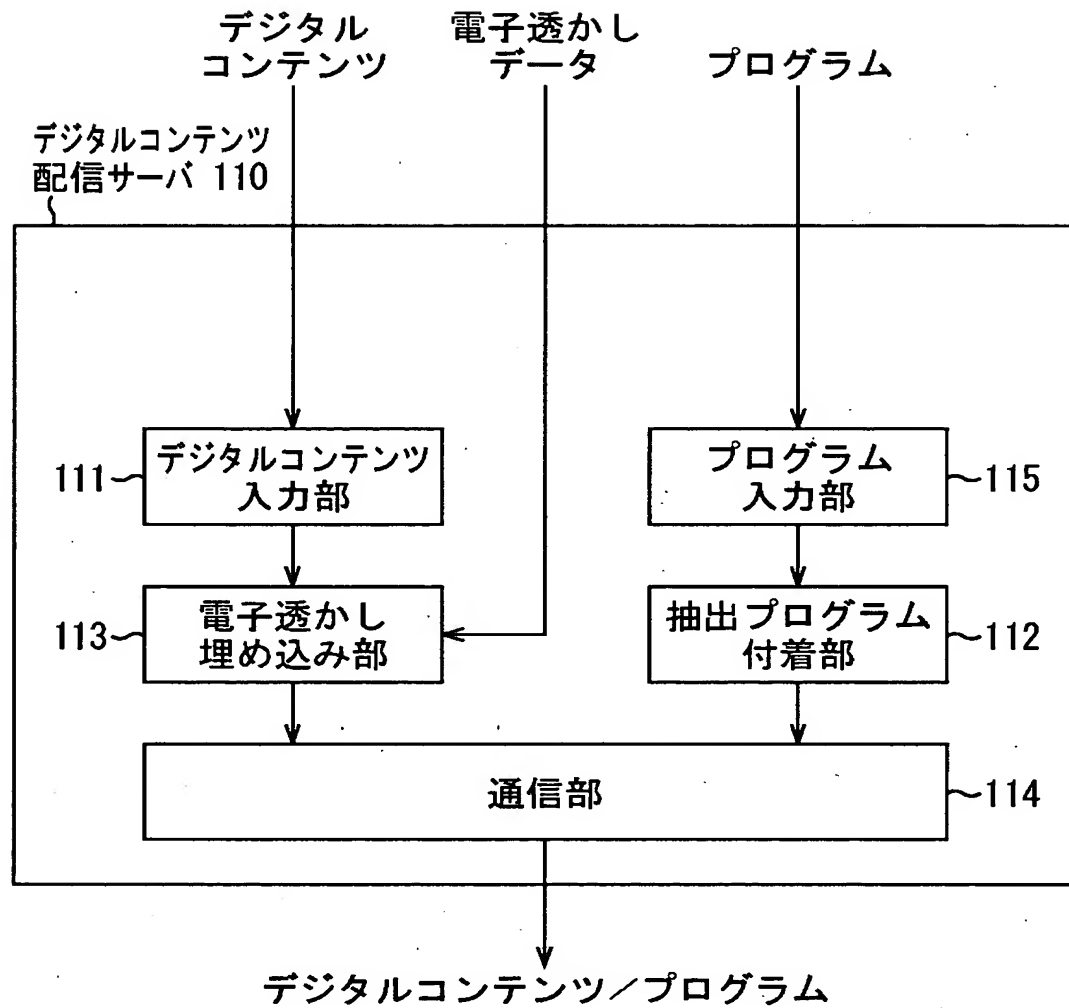 デジタル
コンテンツ
電子透かし
データ
プログラム
デジタルコンテンツ
配信サーバ 110
111
デジタルコンテンツ
入力部
プログラム
入力部
115
113
電子透かし
埋め込み部
抽出プログラム
付着部
112
通信部
114
デジタルコンテンツ/プログラム